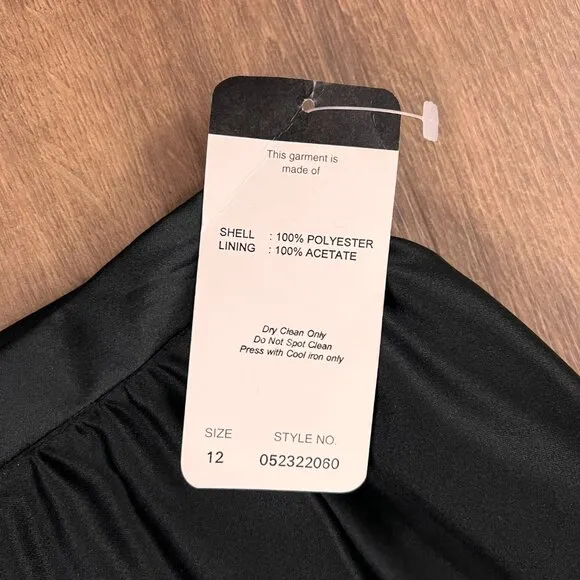 This garment is
made of
SHELL : 100% POLYESTER
LINING : 100% ACETATE
Dry Clean Only
Do Not Spot Clean
Press with Cool iron only
SIZE STYLE NO.
12 052322060